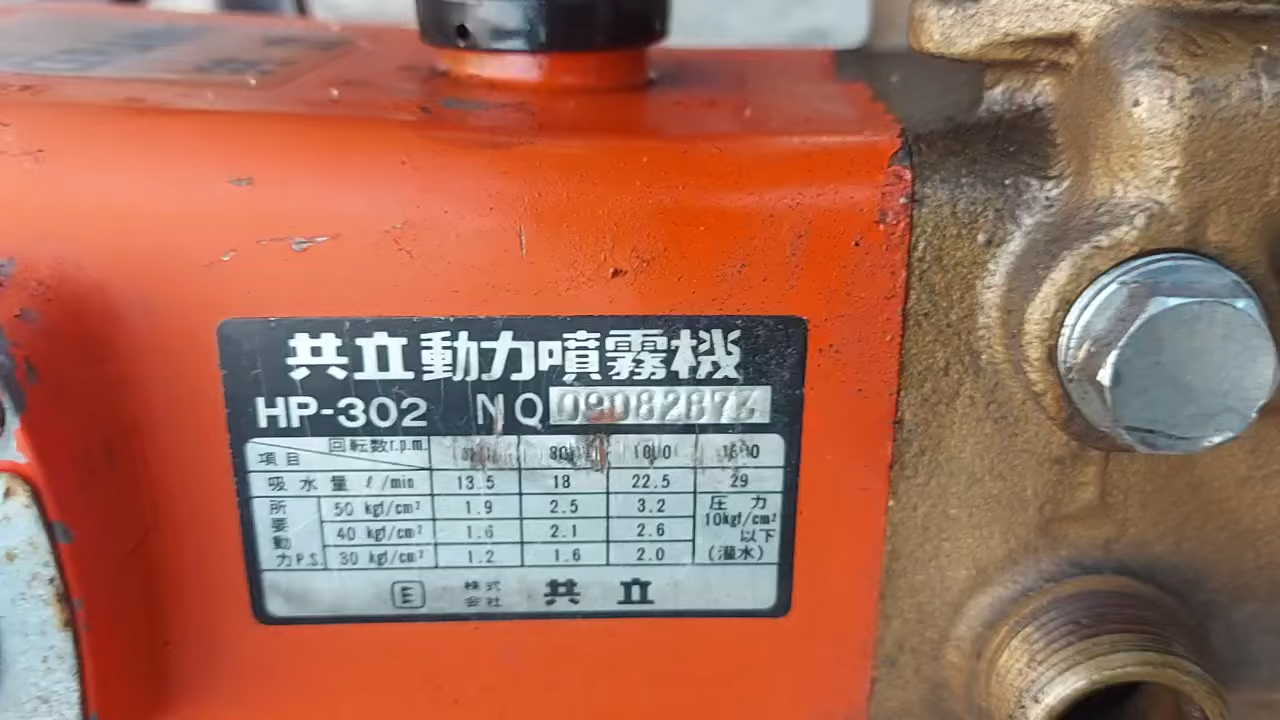 共立動力噴霧機
HP-302 NO 0908287
項目 回転数r.p.m. 80 1000
吸水量 ℓ/min 13.5 18 22.5 29
所要動力P.S. 50 kgf/cm² 1.9 2.5 3.2
40 kgf/cm² 1.6 2.1 2.6
30 kgf/cm² 1.2 1.6 2.0
圧力
10kgf/cm²
以下
(灌水)
E 株式会社 共立